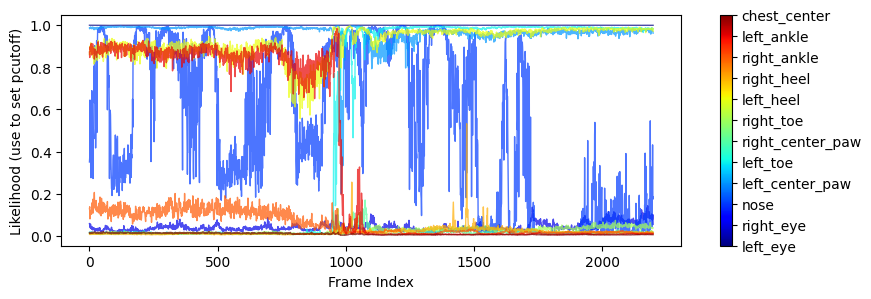 Likelihood (use to set pcutoff)
1.0
0.8
0.6
0.4
0.2
0.0
0
500
1000
1500
2000
Frame Index
chest_center
left_ankle
right_ankle
right_heel
left_heel
right_toe
right_center_paw
left_toe
left_center_paw
nose
right_eye
left_eye